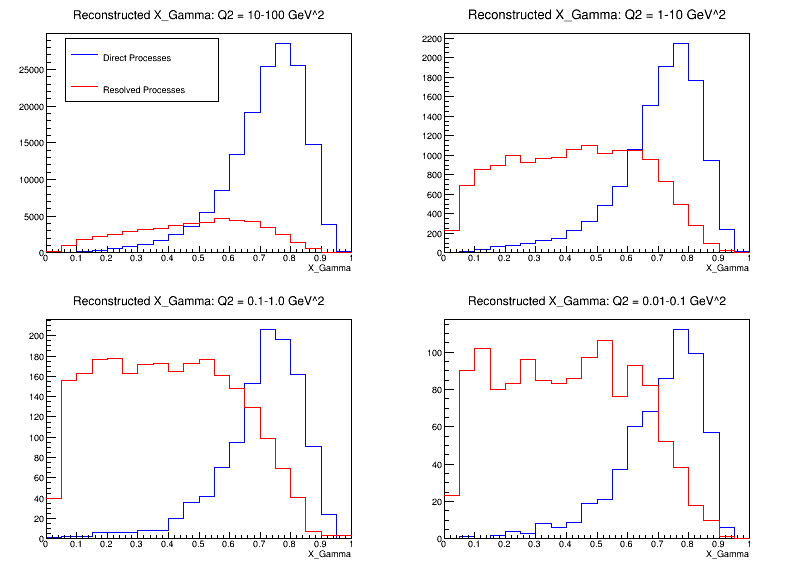 Reconstructed X_Gamma: Q2 = 10-100 GeV^2
Direct Processes
Resolved Processes
25000
20000
15000
10000
5000
0
0 0.1 0.2 0.3 0.4 0.5 0.6 0.7 0.8 0.9 1
X_Gamma
Reconstructed X_Gamma: Q2 = 1-10 GeV^2
2200
2000
1800
1600
1400
1200
1000
800
600
400
200
0
0 0.1 0.2 0.3 0.4 0.5 0.6 0.7 0.8 0.9 1
X_Gamma
Reconstructed X_Gamma: Q2 = 0.1-1.0 GeV^2
200
180
160
140
120
100
80
60
40
20
0
0 0.1 0.2 0.3 0.4 0.5 0.6 0.7 0.8 0.9 1
X_Gamma
Reconstructed X_Gamma: Q2 = 0.01-0.1 GeV^2
100
80
60
40
20
0
0 0.1 0.2 0.3 0.4 0.5 0.6 0.7 0.8 0.9 1
X_Gamma